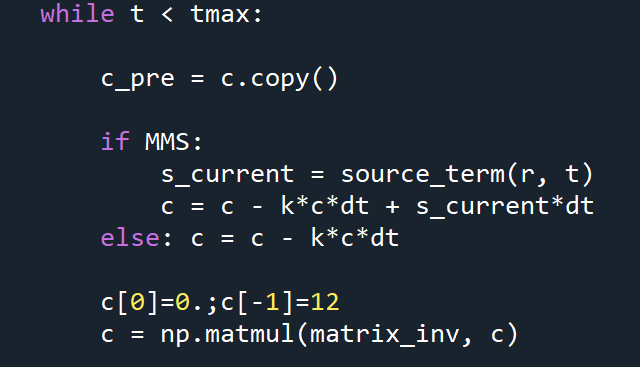 while t < tmax:
c_pre = c.copy()
if MMS:
s_current = source_term(r, t)
c = c - k*c*dt + s_current*dt
else: c = c - k*c*dt
c[0]=0.;c[-1]=12
c = np.matmul(matrix_inv, c)